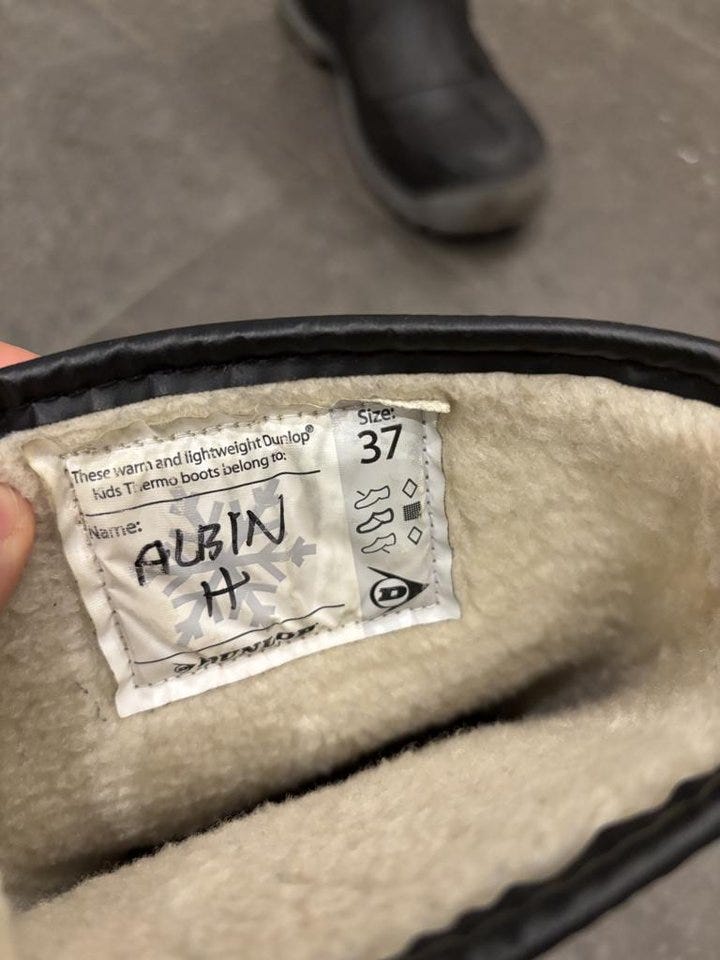 These warm and lightweight Dunlop®
Kids Thermo boots belong to:
Name:
ALBIN
H
DUNLOP
Size:
37
D